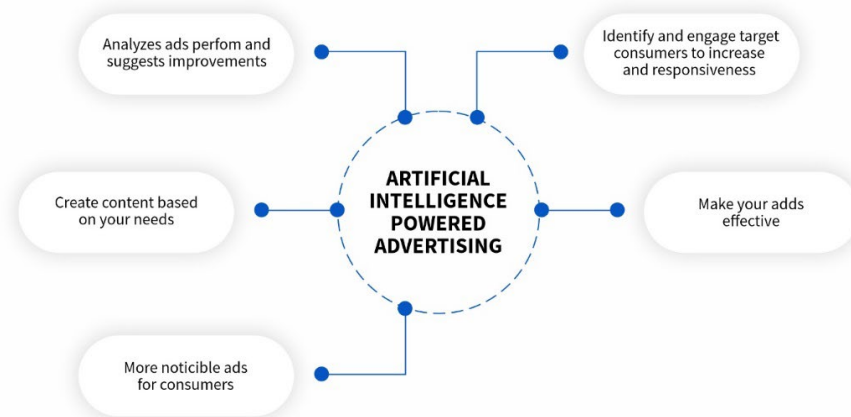 Analyzes ads perfom and
suggests improvements
Identify and engage target
consumers to increase
and responsiveness
Create content based
on your needs
ARTIFICIAL
INTELLIGENCE
POWERED
ADVERTISING
Make your adds
effective
More noticible ads
for consumers